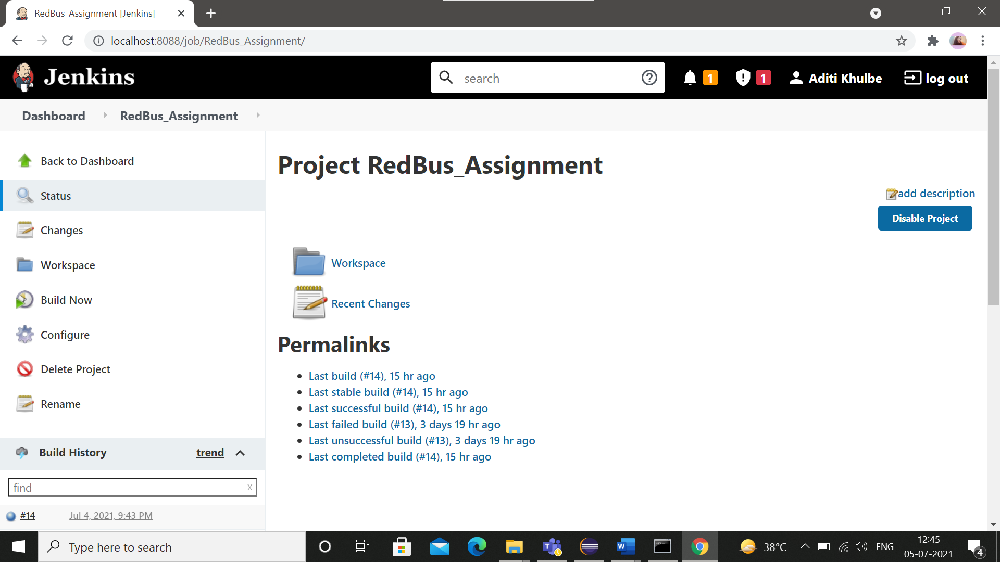 RedBus_Assignment [Jenkins]
localhost:8088/job/RedBus_Assignment/
Jenkins
search
1
1
Aditi Khulbe
log out
Dashboard
RedBus_Assignment
Back to Dashboard
Status
Changes
Workspace
Build Now
Configure
Delete Project
Rename
Build History
trend
find
X
#14
Jul 4, 2021, 9:43 PM
Project RedBus_Assignment
add description
Disable Project
Workspace
Recent Changes
Permalinks
Last build (#14), 15 hr ago
Last stable build (#14), 15 hr ago
Last successful build (#14), 15 hr ago
Last failed build (#13), 3 days 19 hr ago
Last unsuccessful build (#13), 3 days 19 hr ago
Last completed build (#14), 15 hr ago
Type here to search
38°C
ENG
12:45
05-07-2021
4